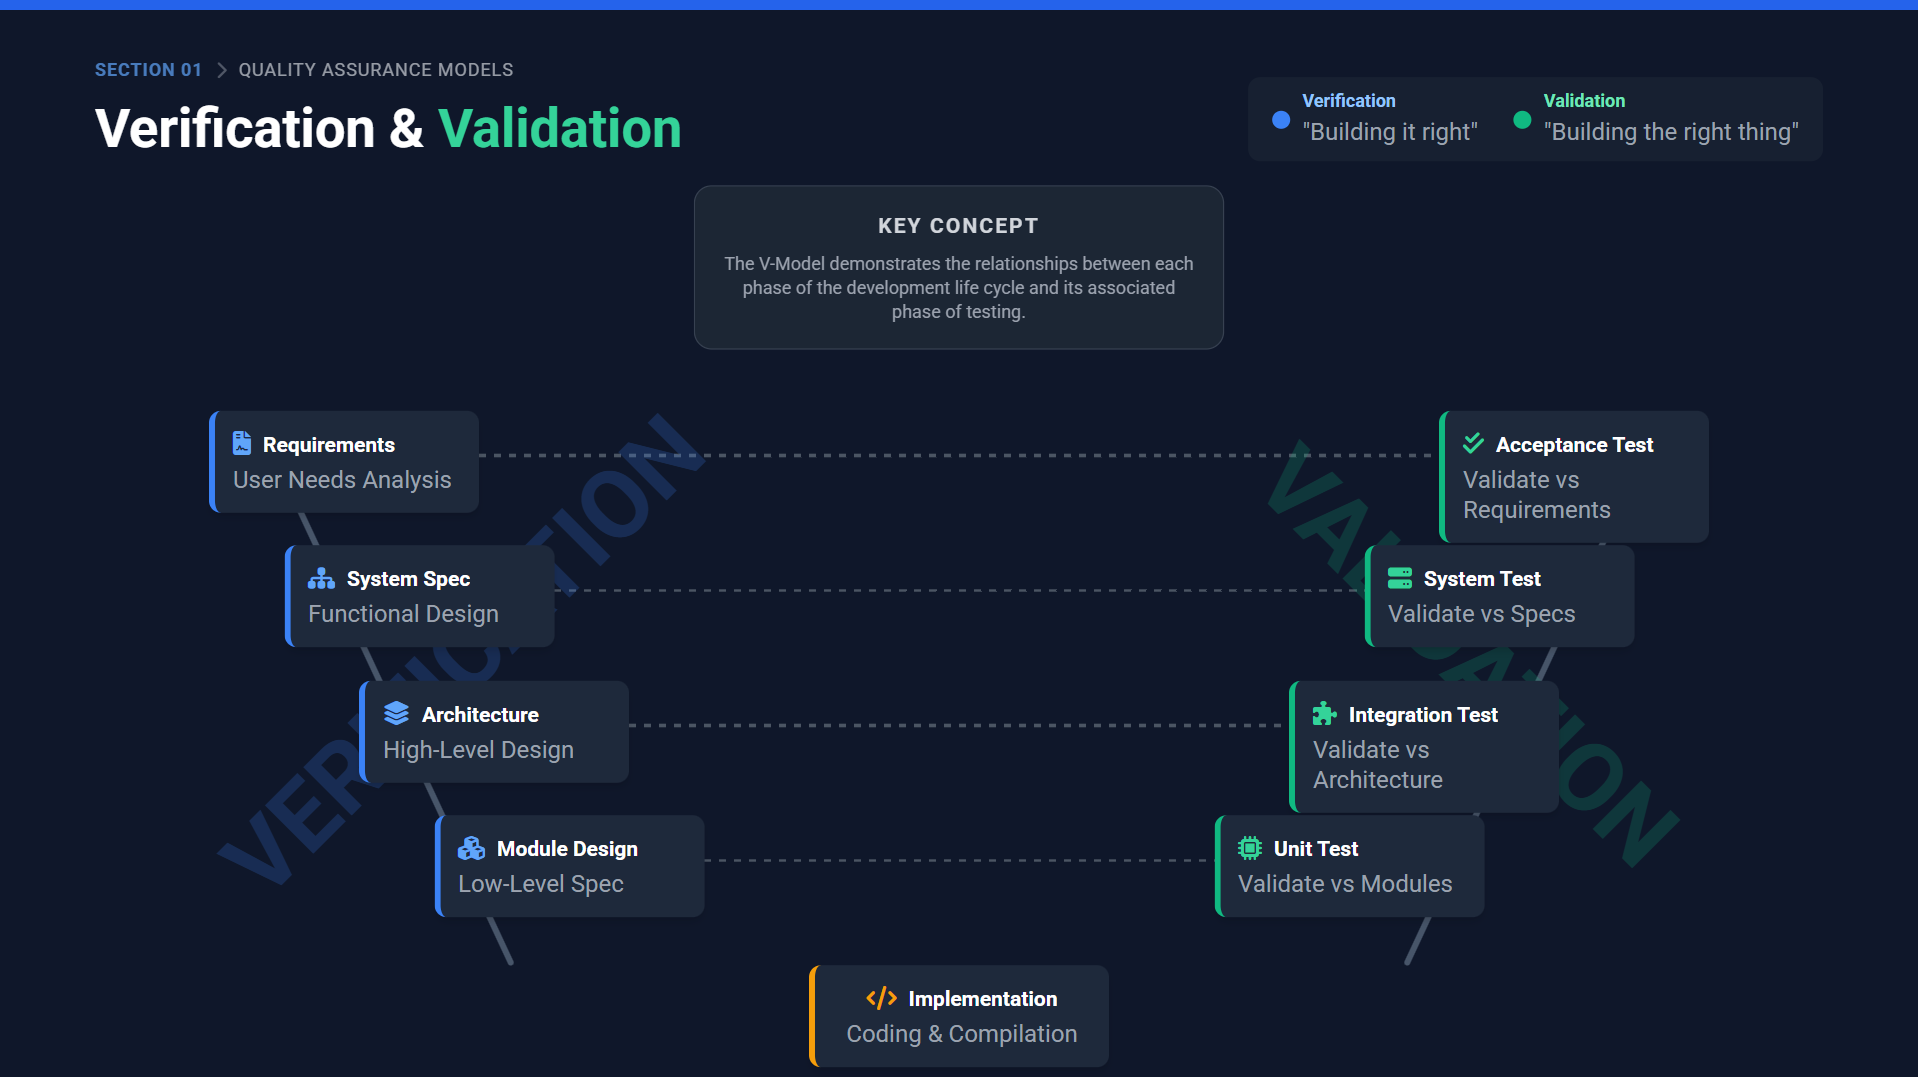 SECTION 01 > QUALITY ASSURANCE MODELS
Verification & Validation
Verification
"Building it right"
Validation
"Building the right thing"
KEY CONCEPT
The V-Model demonstrates the relationships between each
phase of the development life cycle and its associated
phase of testing.
VERIFICATION
VALIDATION
Requirements
User Needs Analysis
Acceptance Test
Validate vs
Requirements
System Spec
Functional Design
System Test
Validate vs Specs
Architecture
High-Level Design
Integration Test
Validate vs
Architecture
Module Design
Low-Level Spec
Unit Test
Validate vs Modules
Implementation
Coding & Compilation